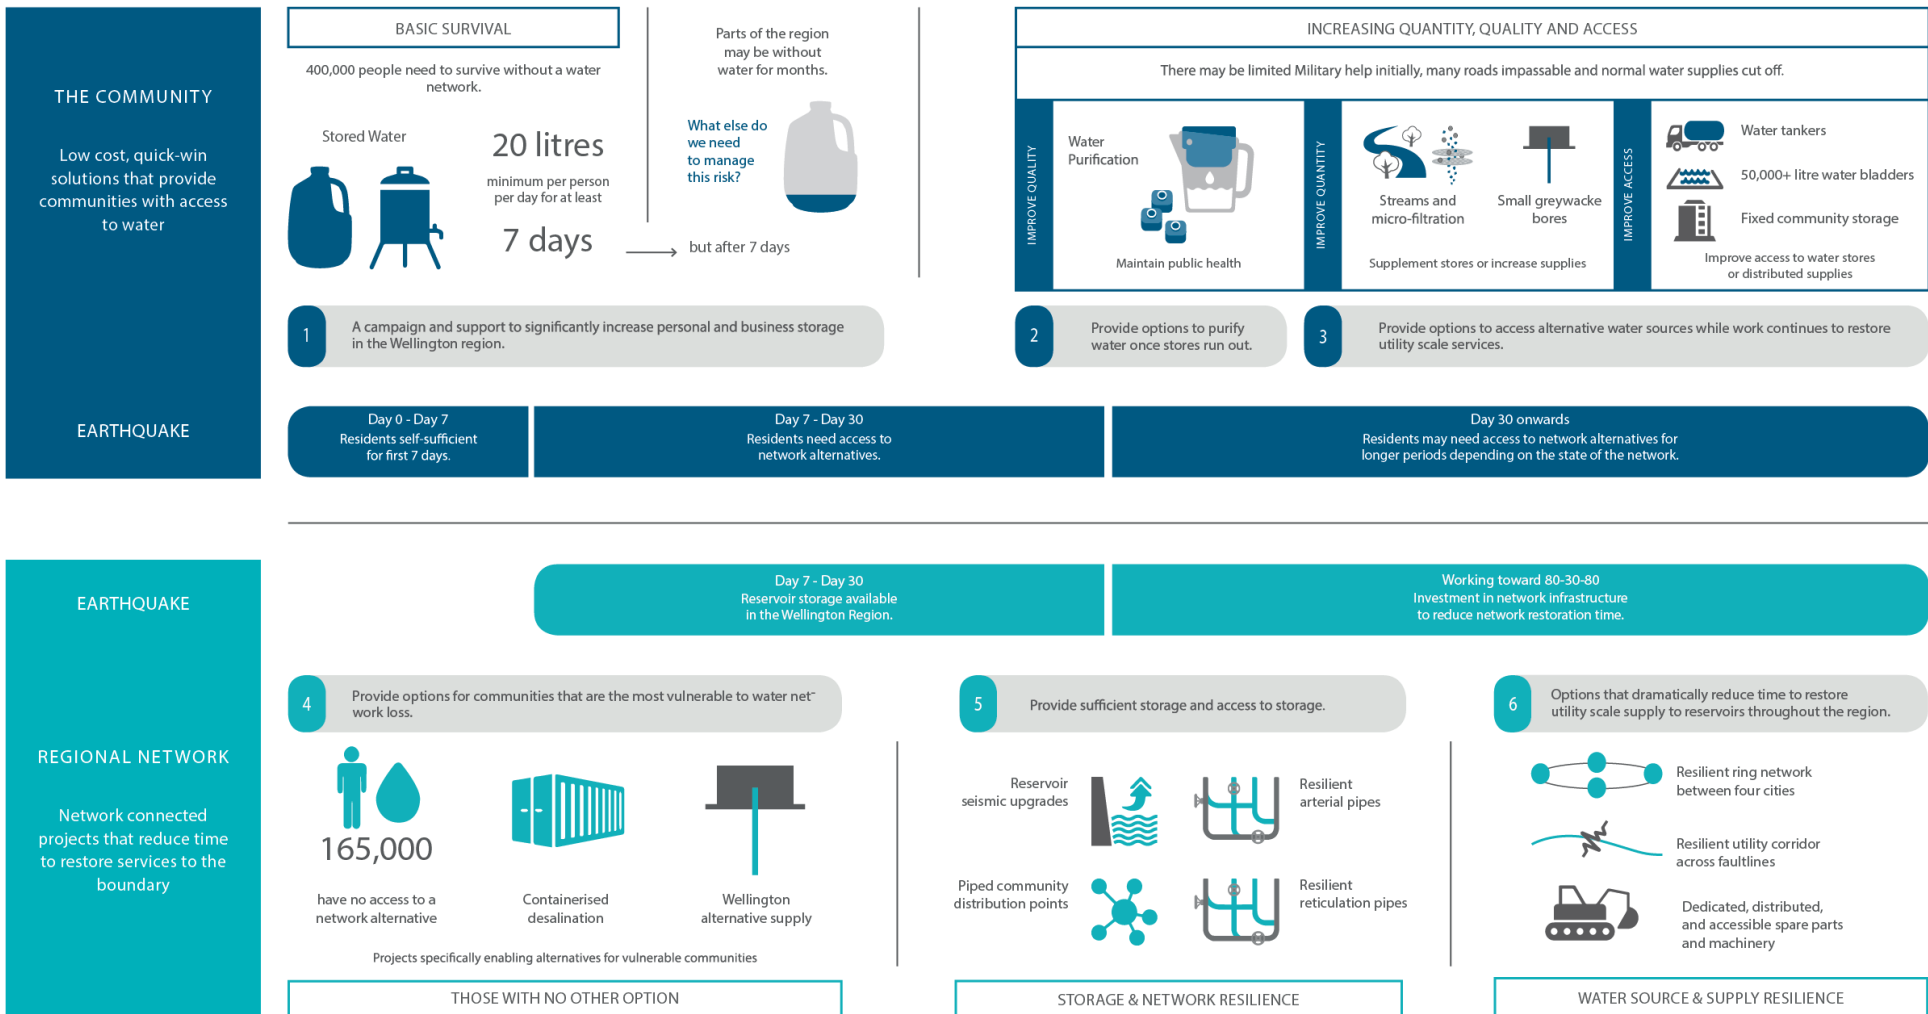 THE COMMUNITY
Low cost, quick-win
solutions that provide
communities with access
to water
EARTHQUAKE
BASIC SURVIVAL
400,000 people need to survive without a water
network.
Stored Water
20 litres
minimum per person
per day for at least
7 days
but after 7 days
Parts of the region
may be without
water for months.
What else do
we need
to manage
this risk?
INCREASING QUANTITY, QUALITY AND ACCESS
There may be limited Military help initially, many roads impassable and normal water supplies cut off.
IMPROVE QUALITY
Water
Purification
Maintain public health
IMPROVE QUANTITY
Streams and
micro-filtration
Small greywacke
bores
Supplement stores or increase supplies
IMPROVE ACCESS
Water tankers
50,000+ litre water bladders
Fixed community storage
Improve access to water stores
or distributed supplies
1
A campaign and support to significantly increase personal and business storage
in the Wellington region.
2
Provide options to purify
water once stores run out.
3
Provide options to access alternative water sources while work continues to restore
utility scale services.
Day 0 - Day 7
Residents self-sufficient
for first 7 days.
Day 7 - Day 30
Residents need access to
network alternatives.
Day 30 onwards
Residents may need access to network alternatives for
longer periods depending on the state of the network.
EARTHQUAKE
REGIONAL NETWORK
Network connected
projects that reduce time
to restore services to the
boundary
Day 7 - Day 30
Reservoir storage available
in the Wellington Region.
Working toward 80-30-80
Investment in network infrastructure
to reduce network restoration time.
4
Provide options for communities that are the most vulnerable to water net-
work loss.
165,000
have no access to a
network alternative
Containerised
desalination
Wellington
alternative supply
Projects specifically enabling alternatives for vulnerable communities
THOSE WITH NO OTHER OPTION
5
Provide sufficient storage and access to storage.
Reservoir
seismic upgrades
Resilient
arterial pipes
Piped community
distribution points
Resilient
reticulation pipes
STORAGE & NETWORK RESILIENCE
6
Options that dramatically reduce time to restore
utility scale supply to reservoirs throughout the region.
Resilient ring network
between four cities
Resilient utility corridor
across faultlines
Dedicated, distributed,
and accessible spare parts
and machinery
WATER SOURCE & SUPPLY RESILIENCE